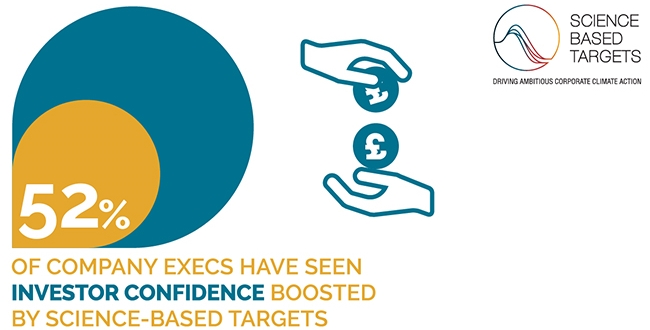 SCIENCE
BASED
TARGETS
DRIVING AMBITIOUS CORPORATE CLIMATE ACTION
£
£
52%
OF COMPANY EXECS HAVE SEEN
INVESTOR CONFIDENCE BOOSTED
BY SCIENCE-BASED TARGETS